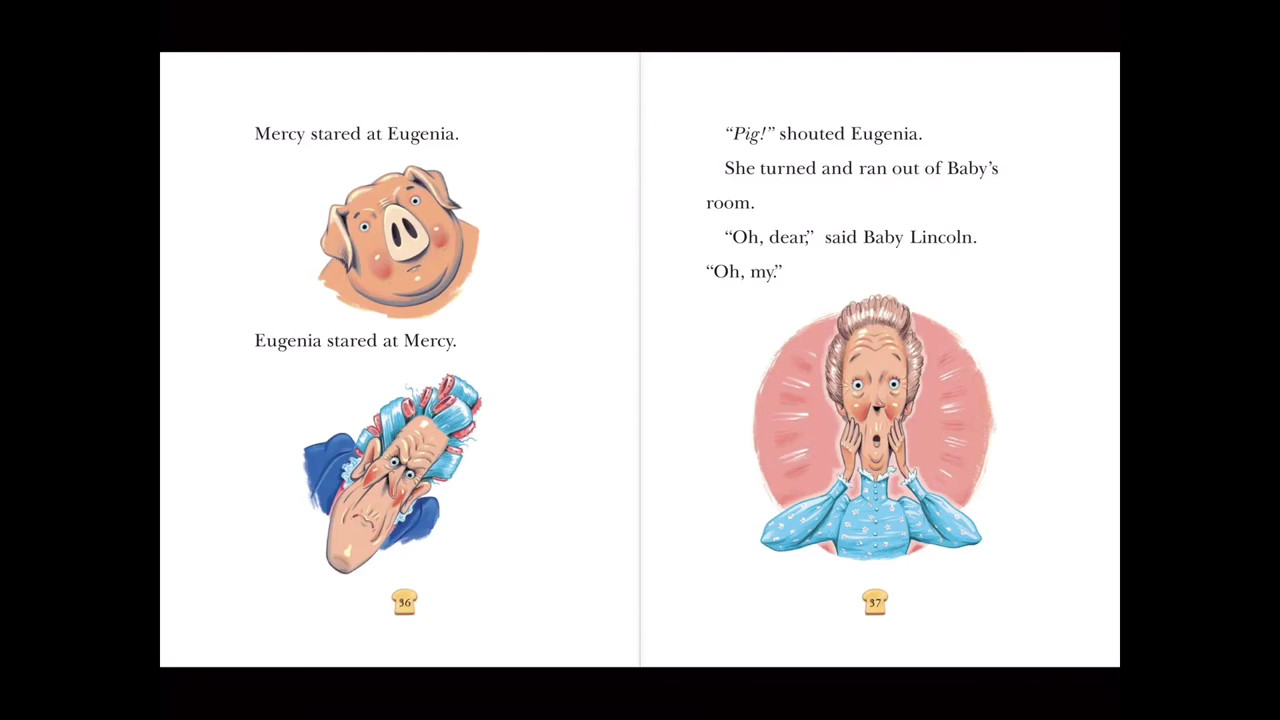 Mercy stared at Eugenia.
Eugenia stared at Mercy.
36
“Pig!” shouted Eugenia.
She turned and ran out of Baby’s
room.
“Oh, dear,” said Baby Lincoln.
“Oh, my.”
37